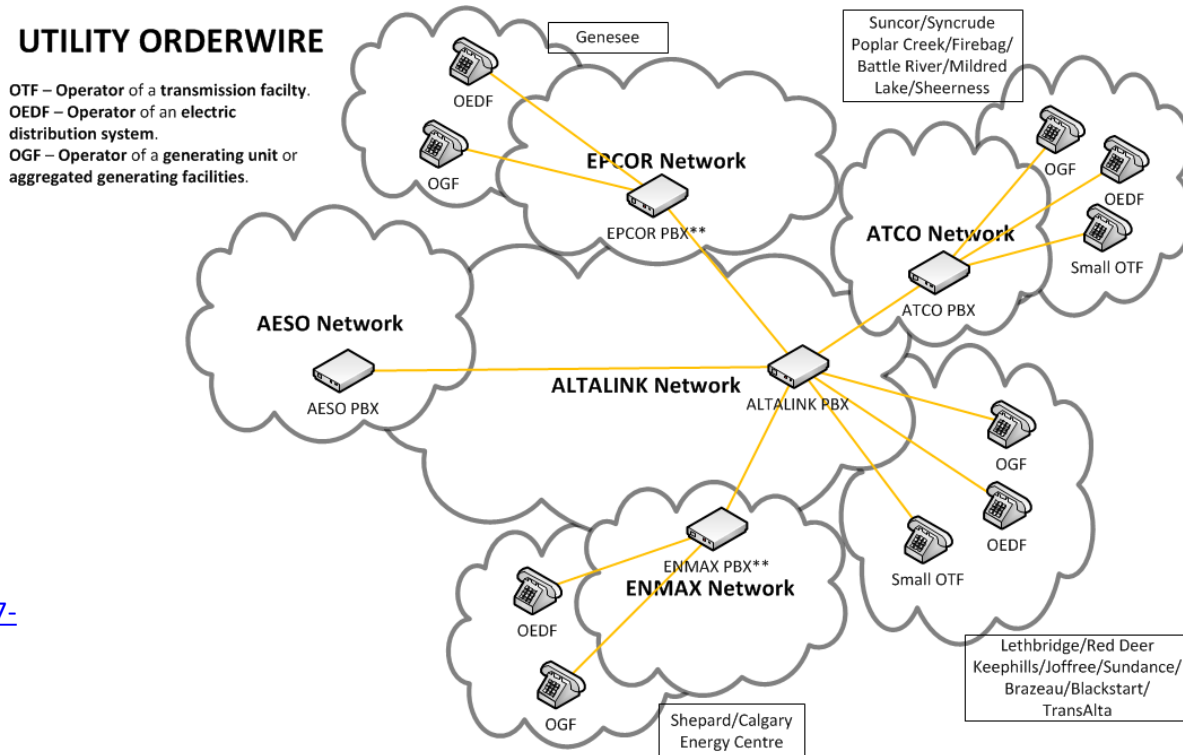 UTILITY ORDERWIRE
OTF – Operator of a transmission facilty.
OEDF – Operator of an electric
distribution system.
OGF – Operator of a generating unit or
aggregated generating facilities.
Genesee
Suncor/Syncrude
Poplar Creek/Firebag/
Battle River/Mildred
Lake/Sheerness
OEDF
OGF
EPCOR Network
EPCOR PBX**
OGF
OEDF
Small OTF
ATCO Network
ATCO PBX
AESO Network
AESO PBX
ALTALINK Network
ALTALINK PBX
OGF
OEDF
Small OTF
ENMAX PBX**
ENMAX Network
OEDF
OGF
7-
Lethbridge/Red Deer
Keephills/Joffree/Sundance/
Brazeau/Blackstart/
TransAlta
Shepard/Calgary
Energy Centre